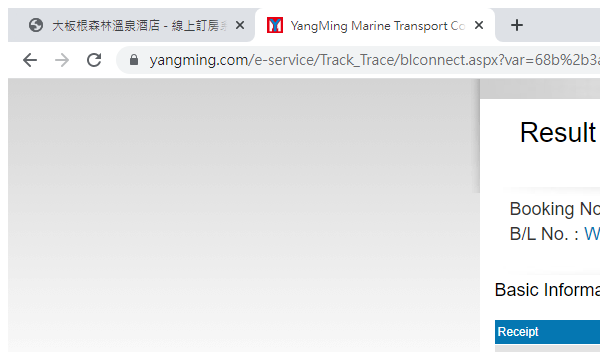 大板根森林溫泉酒店 - 線上訂房
YangMing Marine Transport Co
yangming.com/e-service/Track_Trace/blconnect.aspx?var=68b%2b3
Result
Booking No
B/L No. : W
Basic Informa
Receipt